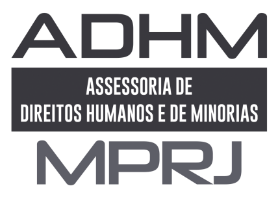 ADHM
ASSESSORIA DE
DIREITOS HUMANOS E DE MINORIAS
MPRJ